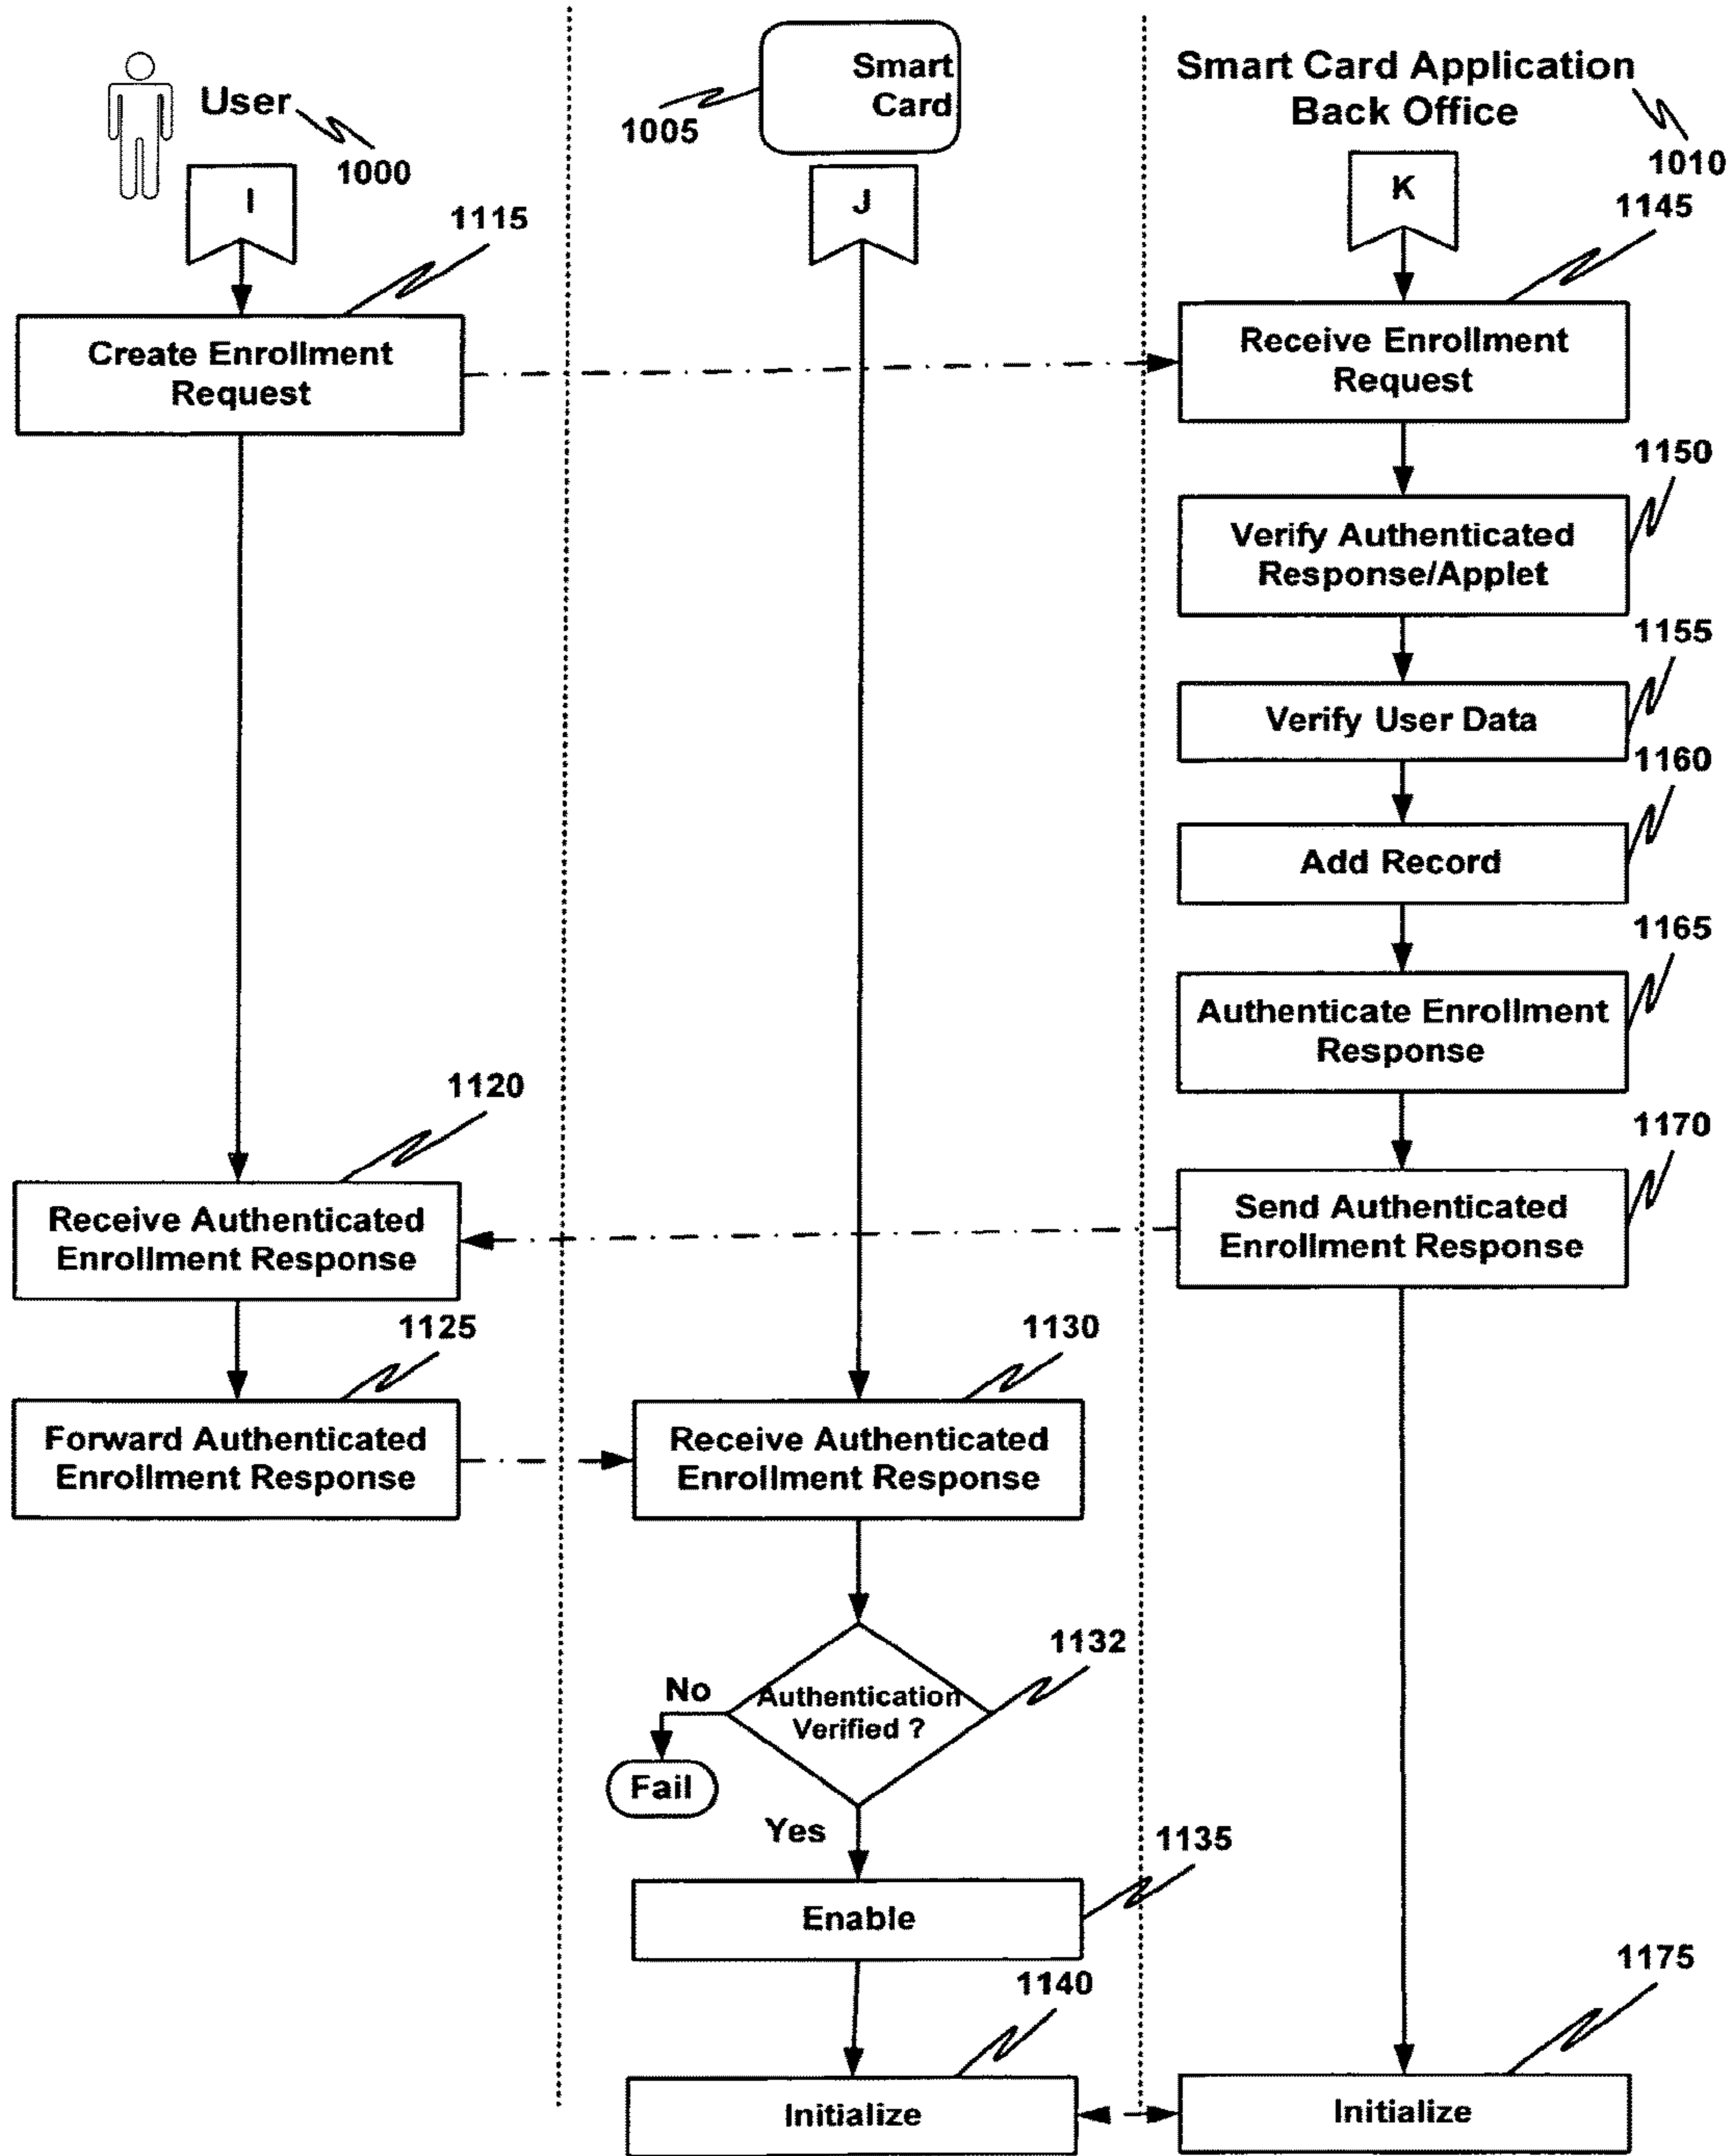 User
1000
Smart
Card
1005
Smart Card Application
Back Office
1010
I
J
K
1115
1145
Create Enrollment
Request
Receive Enrollment
Request
1150
Verify Authenticated
Response/Applet
1155
Verify User Data
1160
Add Record
1165
Authenticate Enrollment
Response
1120
1170
Receive Authenticated
Enrollment Response
Send Authenticated
Enrollment Response
1125
1130
Forward Authenticated
Enrollment Response
Receive Authenticated
Enrollment Response
1132
No
Authentication
Verified ?
Fail
Yes
1135
Enable
1140
1175
Initialize
Initialize